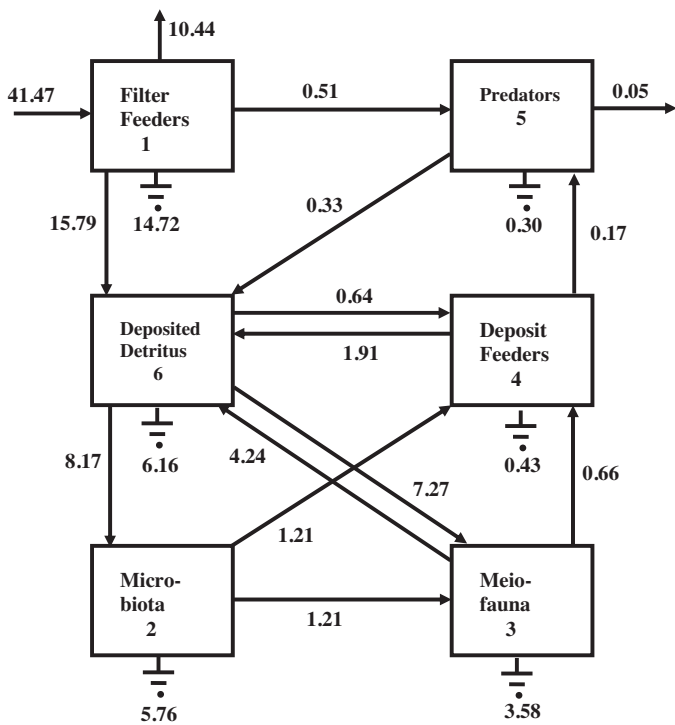 10.44
41.47
Filter
Feeders
1
0.51
Predators
5
0.05
15.79
14.72
0.33
0.30
0.17
Deposited
Detritus
6
0.64
1.91
Deposit
Feeders
4
8.17
6.16
4.24
7.27
0.43
0.66
1.21
Micro-
biota
2
1.21
Meio-
fauna
3
5.76
3.58